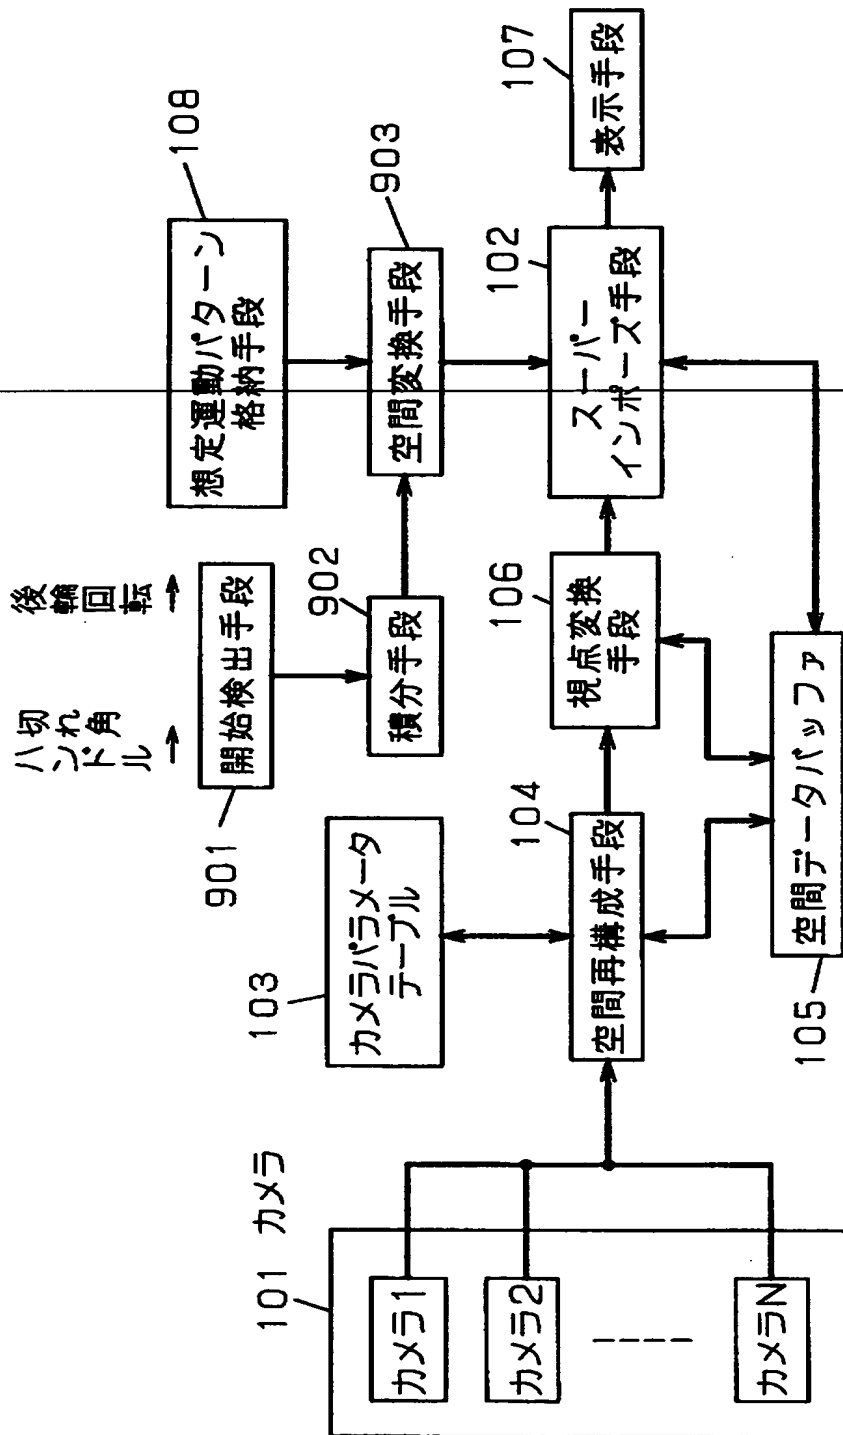 101 カメラ
カメラ1
カメラ2
カメラN
103
カメラパラメータ
テーブル
104
空間再構成手段
105
空間データバッファ
ハンドル
切れ角
後輪
回転
901
開始検出手段
902
積分手段
106
視点変換
手段
108
想定運動パターン
格納手段
903
空間変換手段
102
スーパー
インポーズ手段
107
表示手段